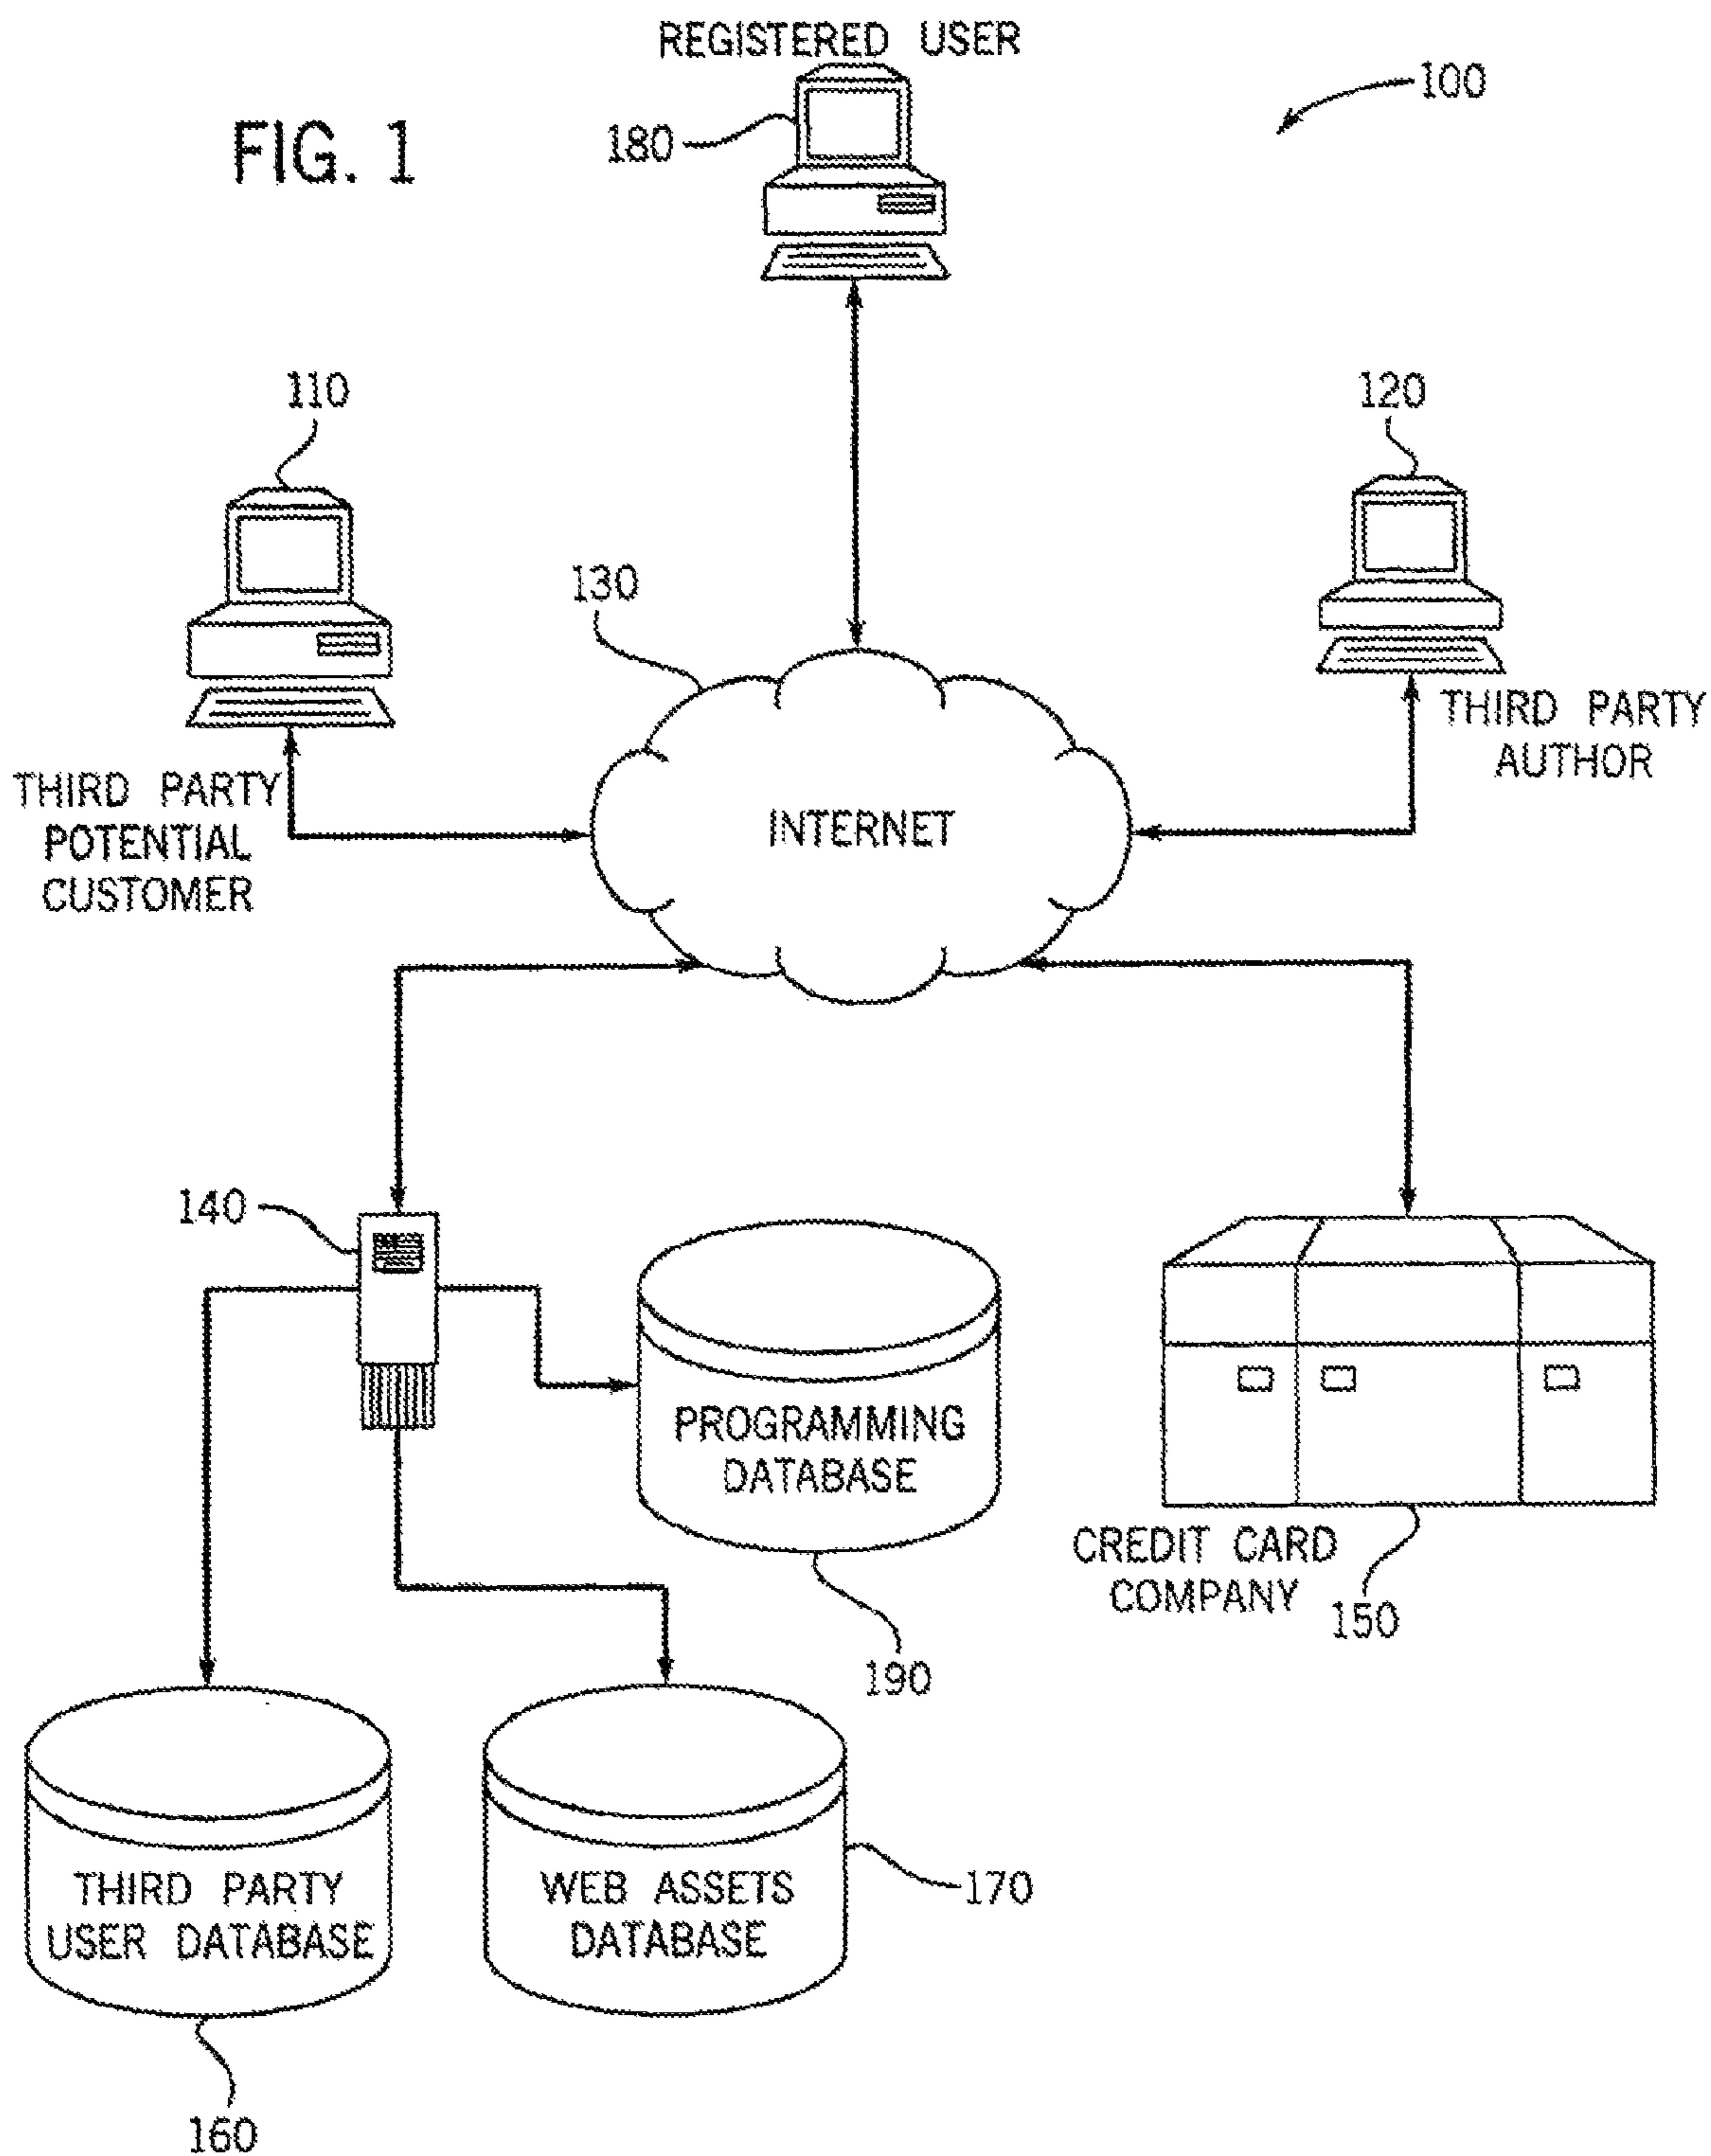 REGISTERED USER
100
FIG. 1
180
110
120
130
THIRD PARTY
AUTHOR
THIRD PARTY
POTENTIAL
CUSTOMER
INTERNET
140
PROGRAMMING
DATABASE
CREDIT CARD
COMPANY
150
190
THIRD PARTY
USER DATABASE
WEB ASSETS
DATABASE
170
160